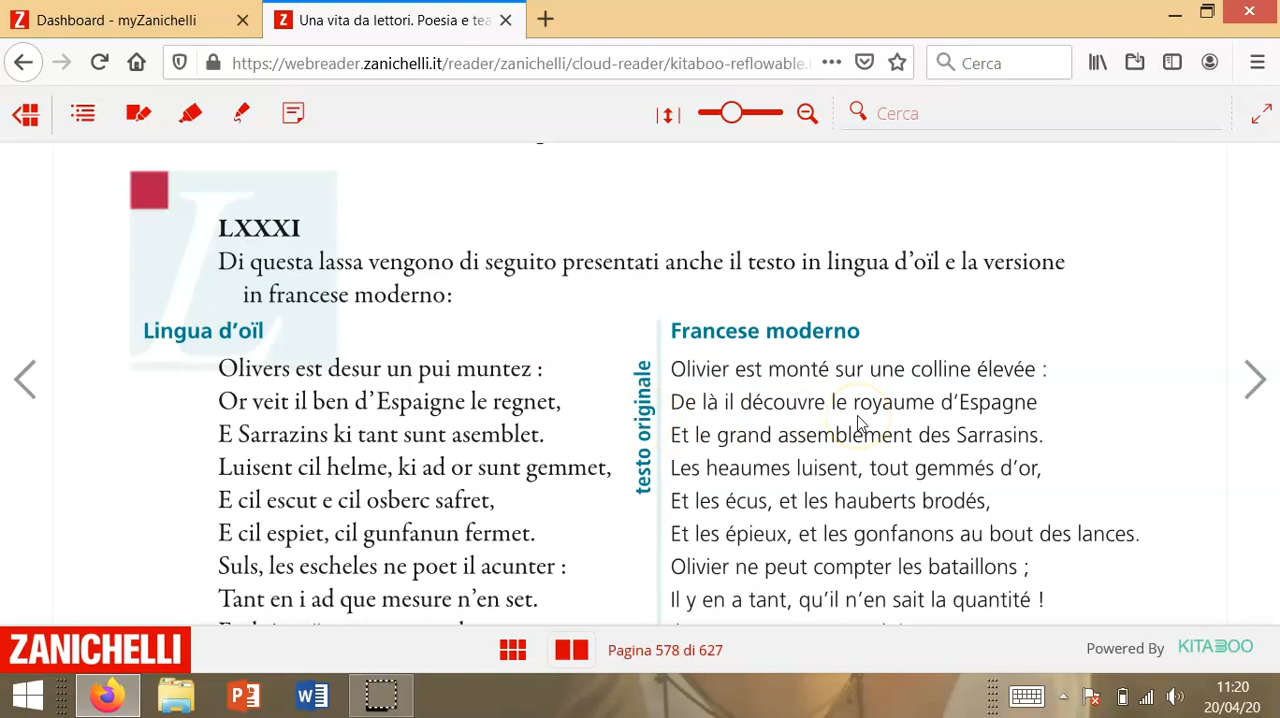 Dashboard - myZanichelli
Una vita da lettori. Poesia e tea
https://webreader.zanichelli.it/reader/zanichelli/cloud-reader/kitaboo-reflowable.
Cerca
Cerca
LXXXI
Di questa lassa vengono di seguito presentati anche il testo in lingua d'oïl e la versione
in francese moderno:
Lingua d'oïl
Olivers est desur un pui muntez :
Or veit il ben d'Espaigne le regnet,
E Sarrazins ki tant sunt asemblet.
Luisent cil helme, ki ad or sunt gemmet,
E cil escut e cil osberc safret,
E cil espiet, cil gunfanun fermet.
Suls, les escheles ne poet il acunter :
Tant en i ad que mesure n'en set.
testo originale
Francese moderno
Olivier est monté sur une colline élevée :
De là il découvre le royaume d'Espagne
Et le grand assemblement des Sarrasins.
Les heaumes luisent, tout gemmés d'or,
Et les écus, et les hauberts brodés,
Et les épieux, et les gonfanons au bout des lances.
Olivier ne peut compter les bataillons ;
Il y en a tant, qu'il n'en sait la quantité !
ZANICHELLI
Pagina 578 di 627
Powered By KITABOO
11:20
20/04/20